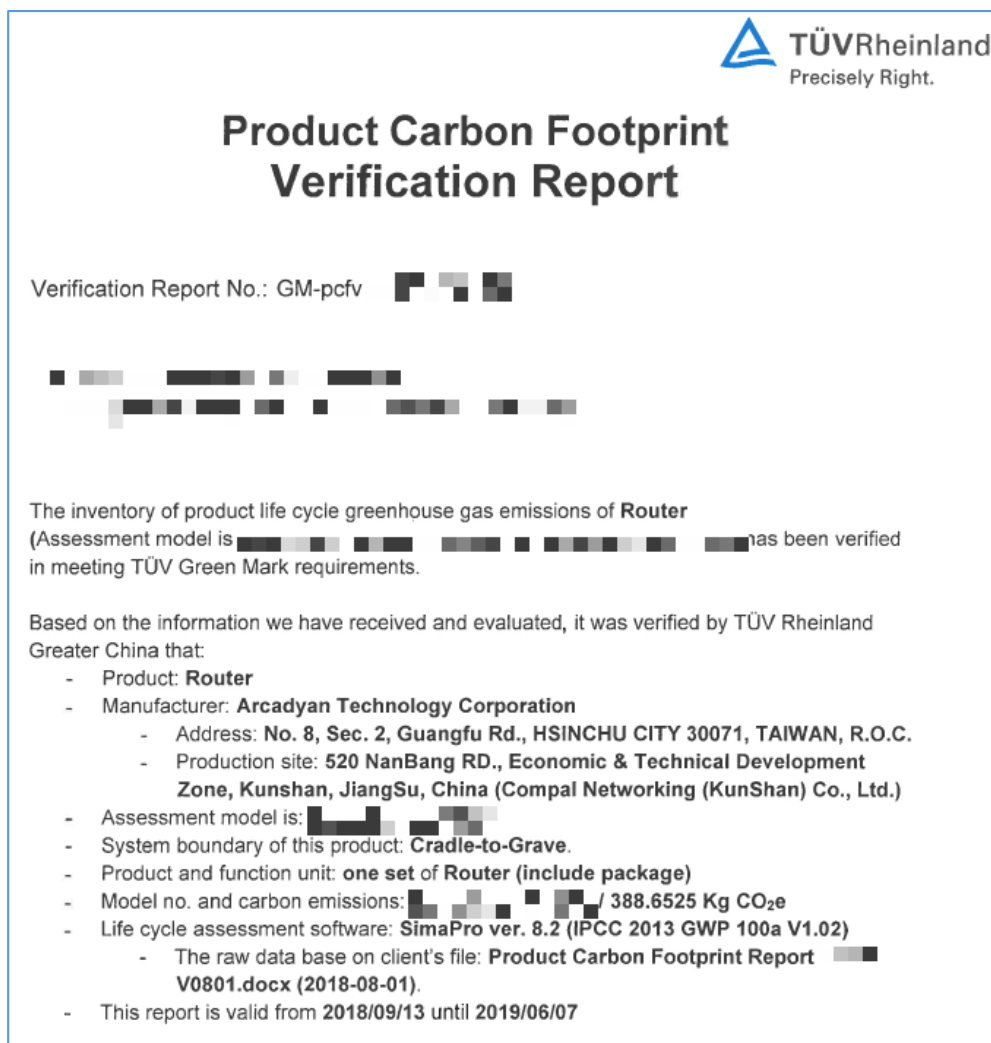 TÜVRheinland
Precisely Right.
Product Carbon Footprint
Verification Report
Verification Report No.: GM-pcfv
The inventory of product life cycle greenhouse gas emissions of Router
(Assessment model is has been verified
in meeting TÜV Green Mark requirements.
Based on the information we have received and evaluated, it was verified by TÜV Rheinland
Greater China that:
- Product: Router
- Manufacturer: Arcadyan Technology Corporation
- Address: No. 8, Sec. 2, Guangfu Rd., HSINCHU CITY 30071, TAIWAN, R.O.C.
- Production site: 520 NanBang RD., Economic & Technical Development
Zone, Kunshan, JiangSu, China (Compal Networking (KunShan) Co., Ltd.)
- Assessment model is:
- System boundary of this product: Cradle-to-Grave.
- Product and function unit: one set of Router (include package)
- Model no. and carbon emissions: / 388.6525 Kg CO₂e
- Life cycle assessment software: SimaPro ver. 8.2 (IPCC 2013 GWP 100a V1.02)
- The raw data base on client's file: Product Carbon Footprint Report
V0801.docx (2018-08-01).
- This report is valid from 2018/09/13 until 2019/06/07